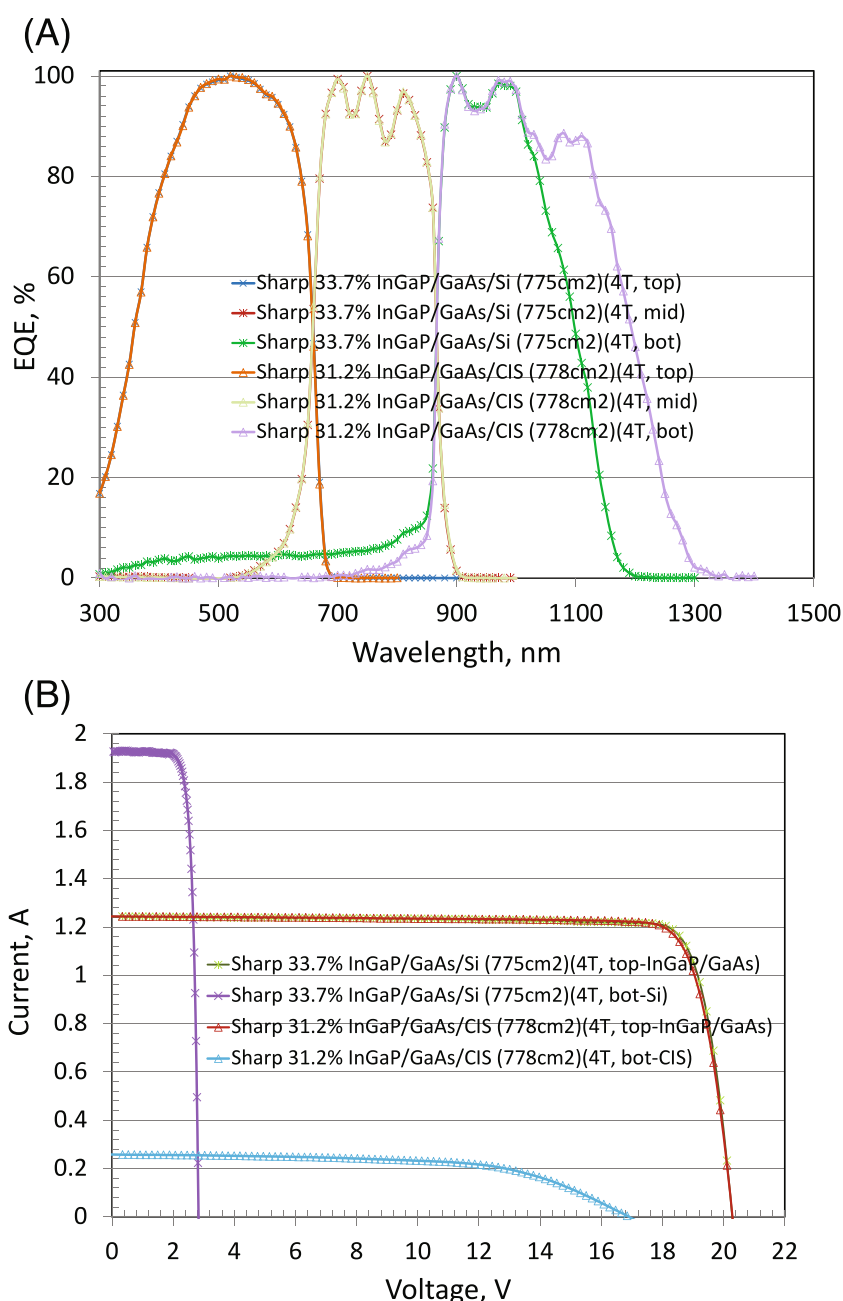 (A)
100
80
60
40
20
0
EQE, %
Sharp 33.7% InGaP/GaAs/Si (775cm2)(4T, top)
Sharp 33.7% InGaP/GaAs/Si (775cm2)(4T, mid)
Sharp 33.7% InGaP/GaAs/Si (775cm2)(4T, bot)
Sharp 31.2% InGaP/GaAs/CIS (778cm2)(4T, top)
Sharp 31.2% InGaP/GaAs/CIS (778cm2)(4T, mid)
Sharp 31.2% InGaP/GaAs/CIS (778cm2)(4T, bot)
300 500 700 900 1100 1300 1500
Wavelength, nm
(B)
2
1.8
1.6
1.4
1.2
1
0.8
0.6
0.4
0.2
0
Current, A
Sharp 33.7% InGaP/GaAs/Si (775cm2)(4T, top-InGaP/GaAs)
Sharp 33.7% InGaP/GaAs/Si (775cm2)(4T, bot-Si)
Sharp 31.2% InGaP/GaAs/CIS (778cm2)(4T, top-InGaP/GaAs)
Sharp 31.2% InGaP/GaAs/CIS (778cm2)(4T, bot-CIS)
0 2 4 6 8 10 12 14 16 18 20 22
Voltage, V